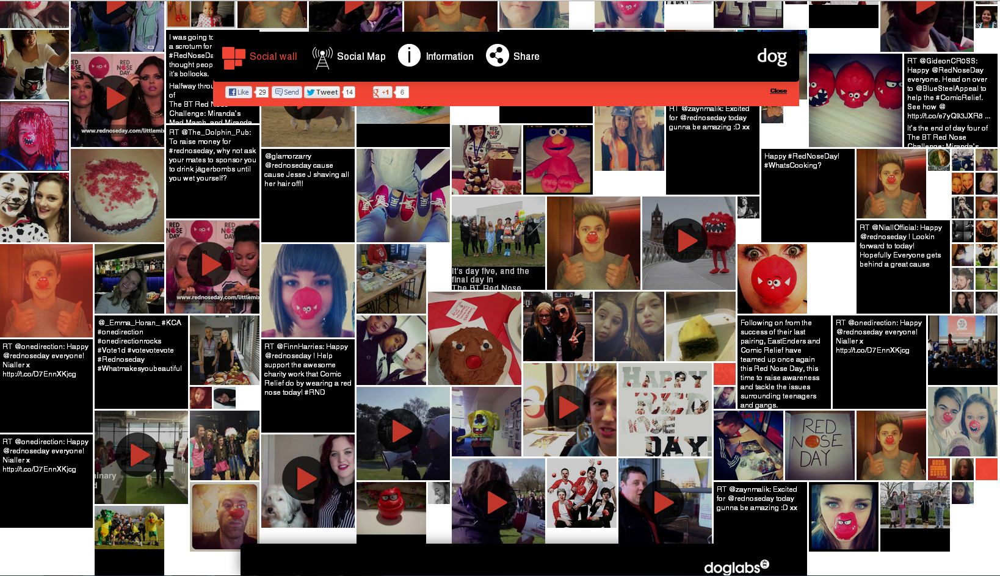 Social wall
Social Map
Information
Share
dog
Like
29
Send
Tweet
14
+1
6
Close
I was going to
a scrotum for
#RedNoseDa
thought peop
it's bollocks.
Halfway throu
of
The BT Red Nose
Challenge: Miranda's
Mad March, and Miranda
RED
NOSE
DAY
www.rednoseday.com/littlemix
RT @The_Dolphin_Pub:
To raise money for
#rednoseday, why not ask
your mates to sponsor you
to drink jägerbombs until
you wet yourself?
@glamorzarry
@rednoseday cause
cause Jesse J shaving all
her hair off!!
RED
NOSE
DAY
RT @zaynmalik: Excited
for @rednoseday today
gunna be amazing :D xx
RT @GideonCR0SS:
Happy @RedNoseDay
everyone. Head on over
to @BlueSteelAppeal to
help the #ComicRelief.
See how @
http://t.co/e7yQ93JXR8 ...
It's the end of day four of
The BT Red Nose
Challenge: Miranda's
Happy #RedNoseDay!
#WhatsCooking?
RT @NiallOfficial: Happy
@rednoseday ! Lookin
forward to today!
Hopefully Everyone gets
behind a great cause
RED
NOSE
DAY
www.rednoseday.com/littlemix
It's day five, and the
final day in
The BT Red Nose
@_Emma_Horan_ #KCA
#onedirection
#onedirectionrocks
#Vote1d #votevotevote
#Rednoseday
#Whatmakesyoubeautiful
RT @onedirection: Happy
@rednoseday everyone!
Nialler x
http://t.co/D7EnnXKjcg
RT @FinnHarries: Happy
@rednoseday ! Help
support the awesome
charity work that Comic
Relief do by wearing a red
nose today! #RND
Following on from the
success of their last
pairing, EastEnders and
Comic Relief have
teamed up once again
this Red Nose Day, this
time to raise awareness
and tackle the issues
surrounding teenagers
and gangs.
RT @onedirection: Happy
@rednoseday everyone!
Nialler x
http://t.co/D7EnnXKjcg
HAPPY
RED
NOSE
DAY
RED
NOSE
DAY
RT @onedirection: Happy
@rednoseday everyone!
Nialler x
http://t.co/D7EnnXKjcg
minary
d
RT @zaynmalik: Excited
for @rednoseday today
gunna be amazing :D xx
doglabs